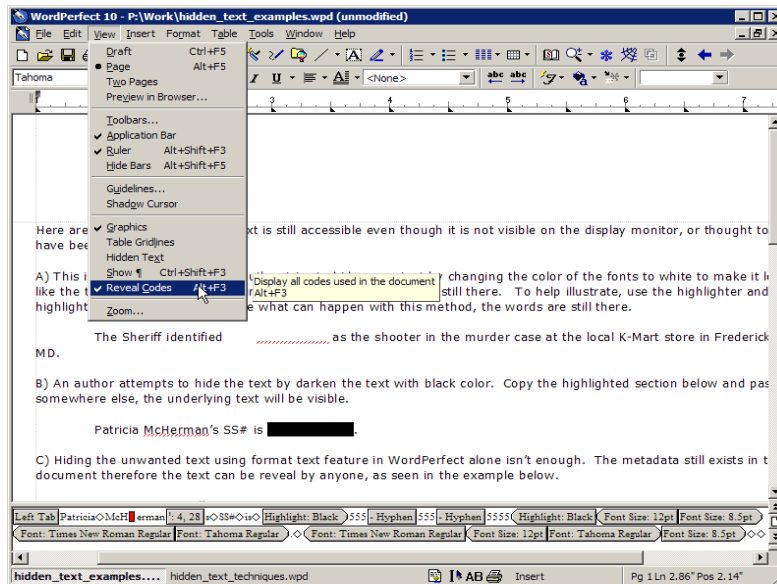 WordPerfect 10 - P:\Work\hidden_text_examples.wpd (unmodified)
File Edit View Insert Format Table Tools Window Help
Tahoma <None> abc abc
Draft Ctrl+F5
Page Alt+F5
Two Pages
Preview in Browser...
Toolbars...
Application Bar
Ruler Alt+Shift+F3
Hide Bars Alt+Shift+F5
Guidelines...
Shadow Cursor
Graphics
Table Gridlines
Hidden Text
Show ¶ Ctrl+Shift+F3
Reveal Codes Alt+F3
Zoom...
Display all codes used in the document
Alt+F3
3 4 5 6 7
Here are xt is still accessible even though it is not visible on the display monitor, or thought to
have bee
A) This i by changing the color of the fonts to white to make it l
like the t still there. To help illustrate, use the highlighter and
highlight e what can happen with this method, the words are still there.
The Sheriff identified as the shooter in the murder case at the local K-Mart store in Frederick
MD.
B) An author attempts to hide the text by darken the text with black color. Copy the highlighted section below and pas
somewhere else, the underlying text will be visible.
Patricia McHerman's SS# is .
C) Hiding the unwanted text using format text feature in WordPerfect alone isn't enough. The metadata still exists in t
document therefore the text can be reveal by anyone, as seen in the example below.
Left Tab Patricia◇McH erman ': 4, 28 s◇SS#◇is◇ Highlight: Black 555 - Hyphen 555 - Hyphen 5555 Highlight: Black Font Size: 12pt Font Size: 8.5pt
Font: Times New Roman Regular Font: Tahoma Regular .◇ Font: Times New Roman Regular Font Size: 12pt Font: Tahoma Regular Font Size: 8.5pt ◇◇
hidden_text_examples.... hidden_text_techniques.wpd AB Insert Pg 1 Ln 2.86" Pos 2.14"